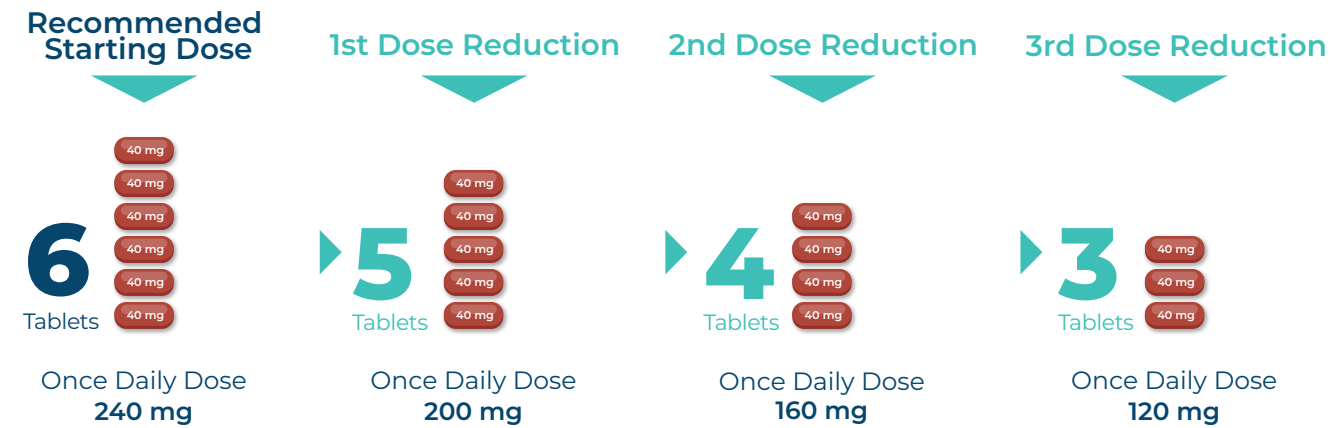 Recommended
Starting Dose
1st Dose Reduction
2nd Dose Reduction
3rd Dose Reduction
40 mg
40 mg
40 mg
40 mg
40 mg
40 mg
6
Tablets
40 mg
40 mg
40 mg
40 mg
40 mg
5
Tablets
40 mg
40 mg
40 mg
40 mg
4
Tablets
40 mg
40 mg
40 mg
3
Tablets
Once Daily Dose
240 mg
Once Daily Dose
200 mg
Once Daily Dose
160 mg
Once Daily Dose
120 mg